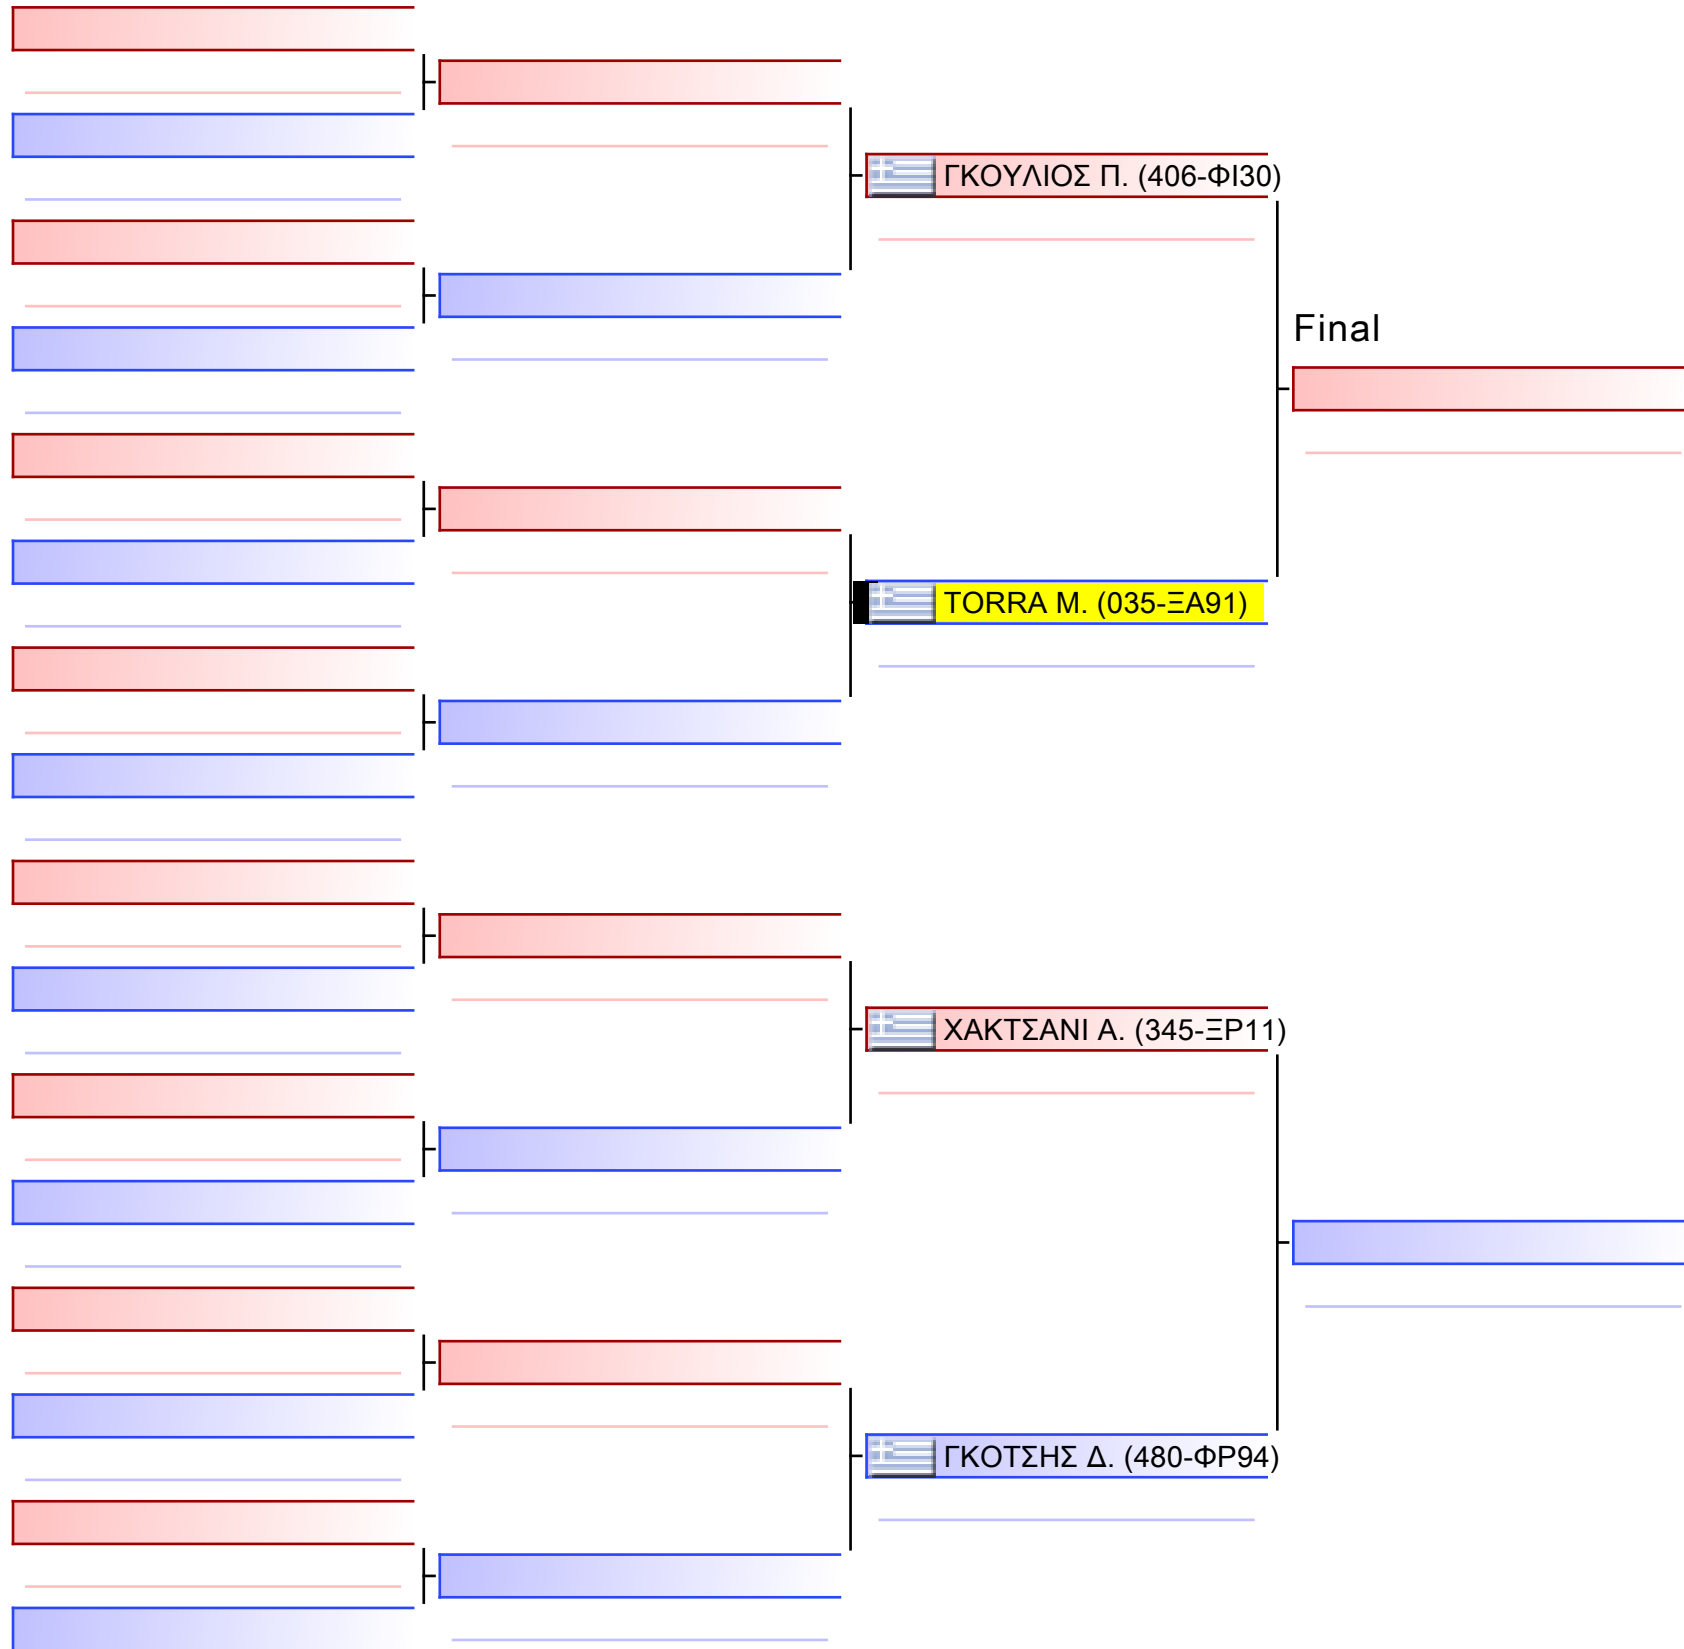 ΓΚΟΥΛΙΟΣ Π. (406-ΦΙ30)
Final
TORRA M. (035-ΞΑ91)
ΧΑΚΤΣΑΝΙ Α. (345-ΞΡ11)
ΓΚΟΤΣΗΣ Δ. (480-ΦΡ94)